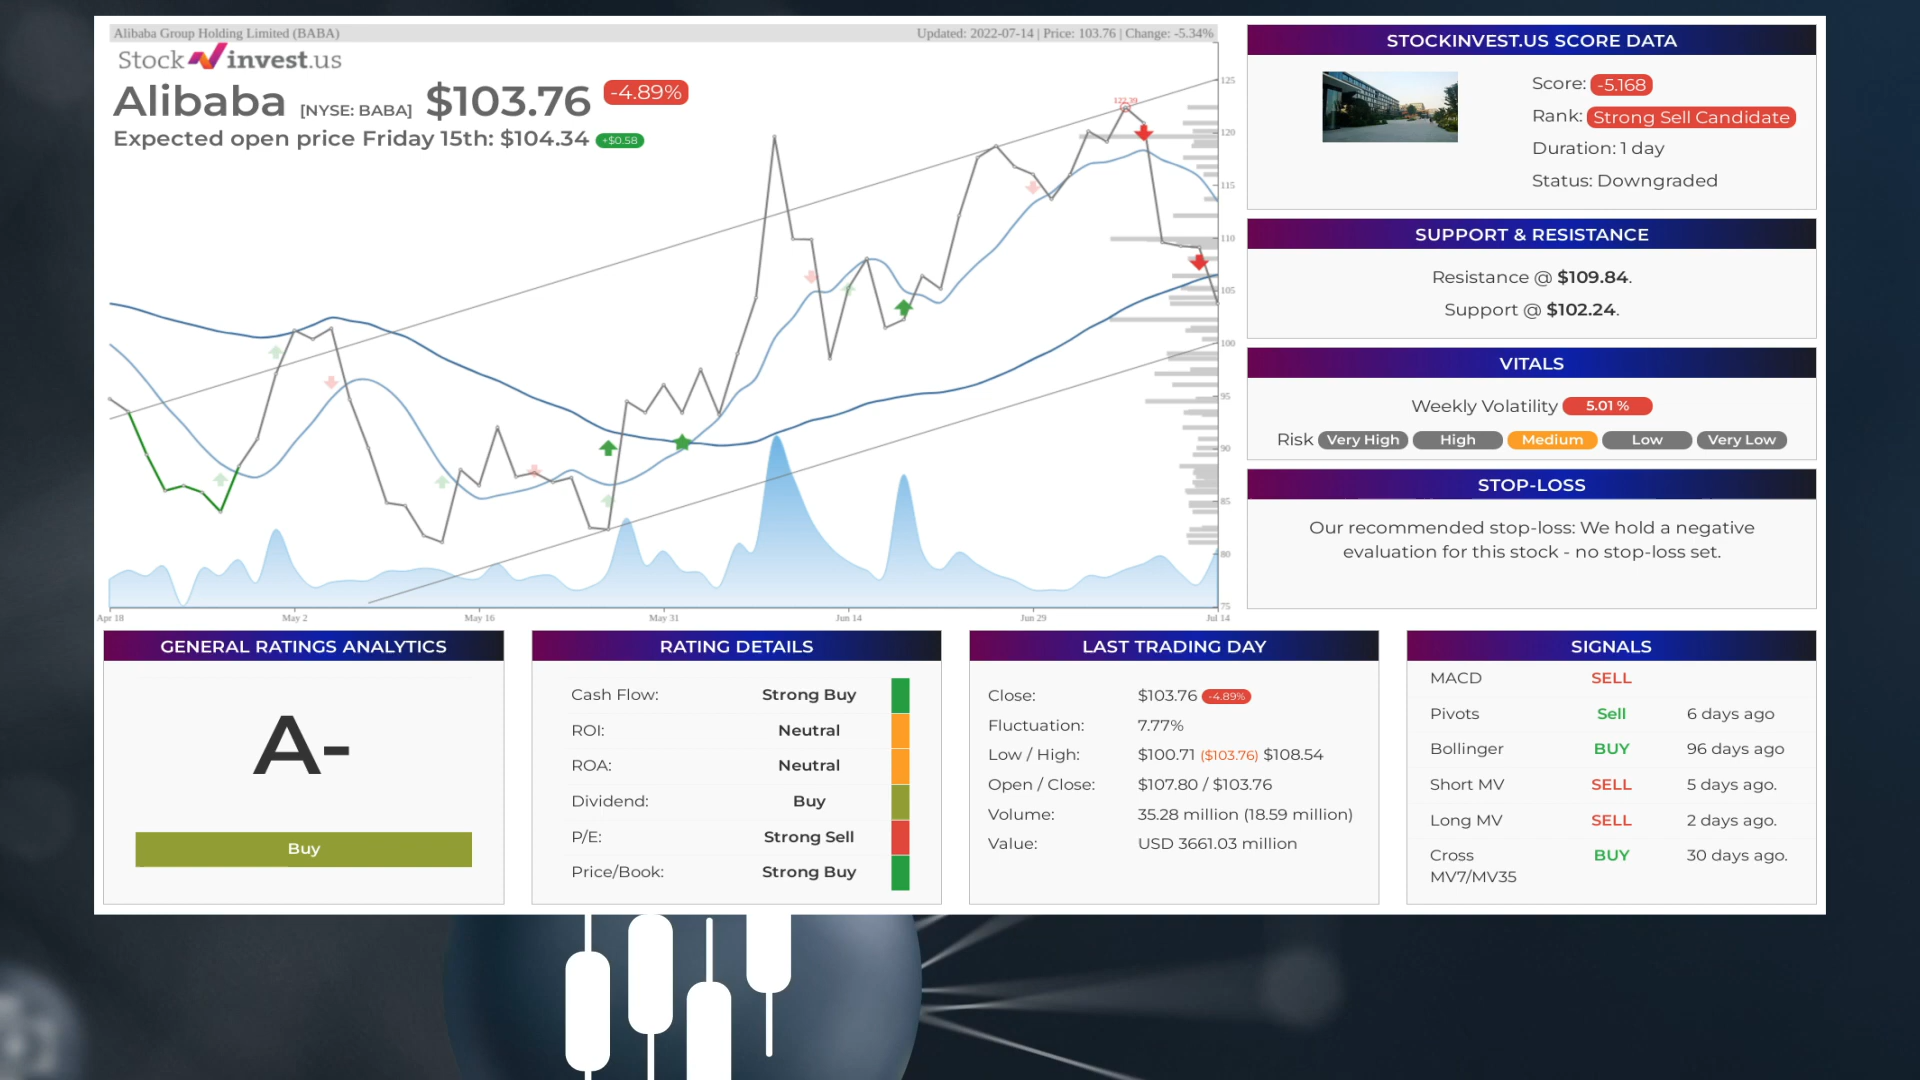 Alibaba Group Holding Limited (BABA)
Updated: 2022-07-14 | Price: 103.76 | Change: -5.34%
Stock invest.us
Alibaba [NYSE: BABA] $103.76 -4.89%
Expected open price Friday 15th: $104.34 +$0.58
122.39
125
120
115
110
105
100
95
90
85
80
75
Apr 18
May 2
May 16
May 31
Jun 14
Jun 29
Jul 14
STOCKINVEST.US SCORE DATA
Score: -5.168
Rank: Strong Sell Candidate
Duration: 1 day
Status: Downgraded
SUPPORT & RESISTANCE
Resistance @ $109.84.
Support @ $102.24.
VITALS
Weekly Volatility 5.01 %
Risk Very High High Medium Low Very Low
STOP-LOSS
Our recommended stop-loss: We hold a negative
evaluation for this stock - no stop-loss set.
GENERAL RATINGS ANALYTICS
A-
Buy
RATING DETAILS
Cash Flow: Strong Buy
ROI: Neutral
ROA: Neutral
Dividend: Buy
P/E: Strong Sell
Price/Book: Strong Buy
LAST TRADING DAY
Close: $103.76 -4.89%
Fluctuation: 7.77%
Low / High: $100.71 ($103.76) $108.54
Open / Close: $107.80 / $103.76
Volume: 35.28 million (18.59 million)
Value: USD 3661.03 million
SIGNALS
MACD SELL
Pivots Sell 6 days ago
Bollinger BUY 96 days ago
Short MV SELL 5 days ago.
Long MV SELL 2 days ago.
Cross BUY 30 days ago.
MV7/MV35